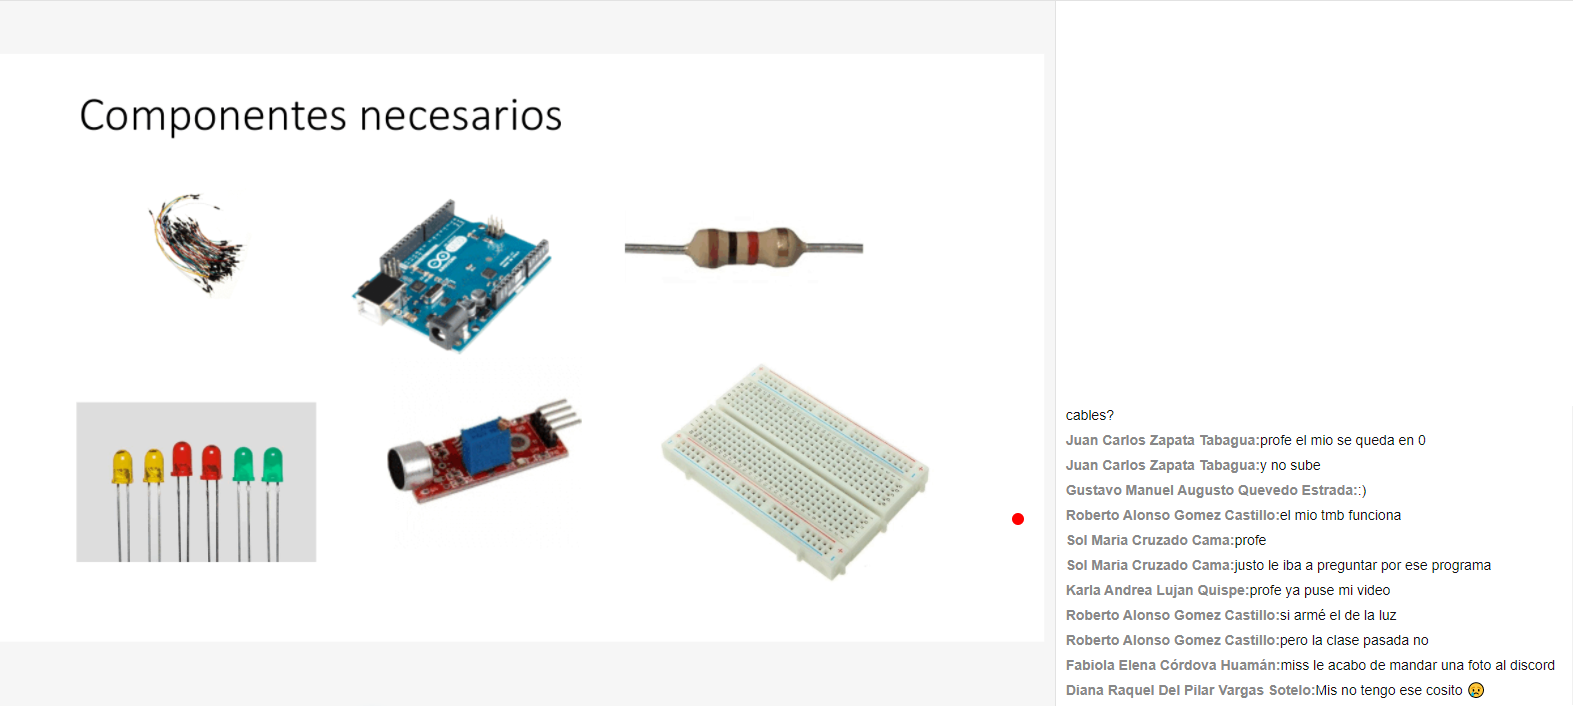 Componentes necesarios
cables?
Juan Carlos Zapata Tabagua:profe el mio se queda en 0
Juan Carlos Zapata Tabagua:y no sube
Gustavo Manuel Augusto Quevedo Estrada::)
Roberto Alonso Gomez Castillo:el mio tmb funciona
Sol Maria Cruzado Cama:profe
Sol Maria Cruzado Cama:justo le iba a preguntar por ese programa
Karla Andrea Lujan Quispe:profe ya puse mi video
Roberto Alonso Gomez Castillo:si armé el de la luz
Roberto Alonso Gomez Castillo:pero la clase pasada no
Fabiola Elena Córdova Huamán:miss le acabo de mandar una foto al discord
Diana Raquel Del Pilar Vargas Sotelo:Mis no tengo ese cosito 😥